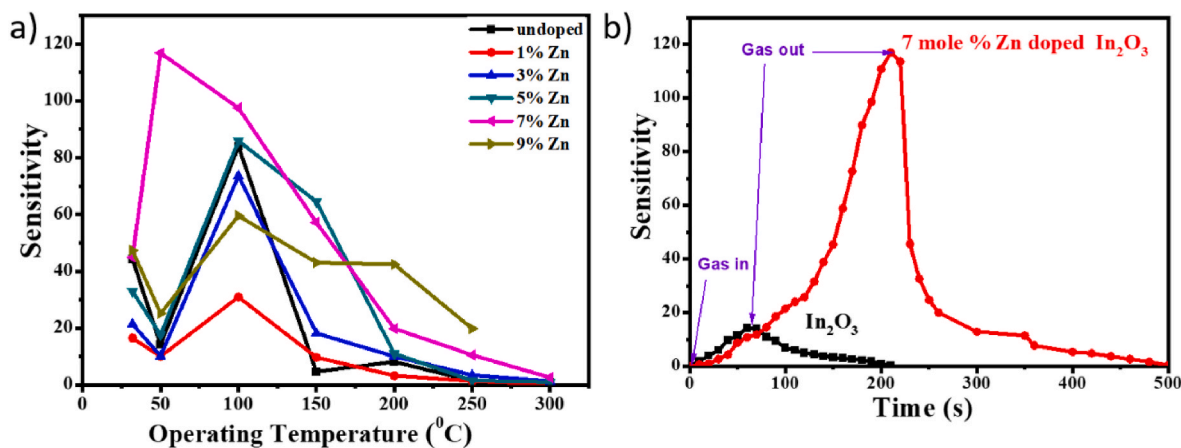 a)
Sensitivity
120
100
80
60
40
20
0
50
100
150
200
250
300
Operating Temperature (⁰C)
undoped
1% Zn
3% Zn
5% Zn
7% Zn
9% Zn
b)
Sensitivity
120
100
80
60
40
20
0
0
100
200
300
400
500
Time (s)
Gas out
7 mole % Zn doped In₂O₃
Gas in
In₂O₃